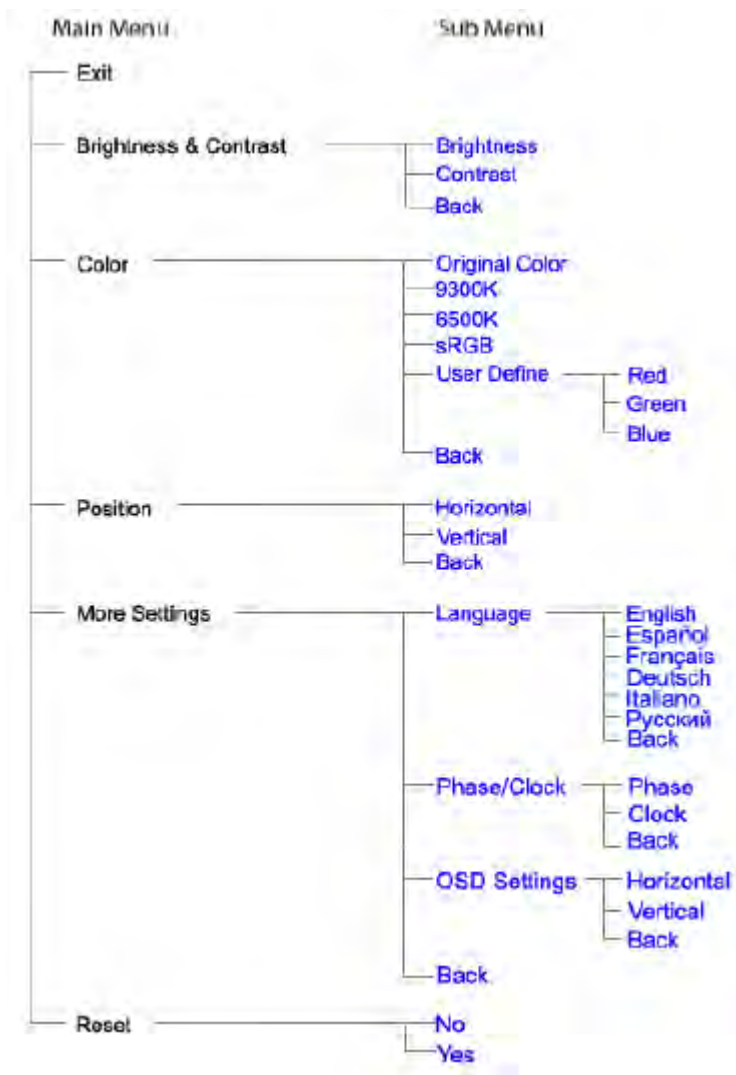 Main Menu Sub Menu
Exit
Brightness & Contrast Brightness
Contrast
Back
Color Original Color
9300K
6500K
sRGB
User Define Red
Green
Blue
Back
Position Horizontal
Vertical
Back
More Settings Language English
Español
Français
Deutsch
Italiano
Русский
Back
Phase/Clock Phase
Clock
Back
OSD Settings Horizontal
Vertical
Back
Back
Reset No
Yes